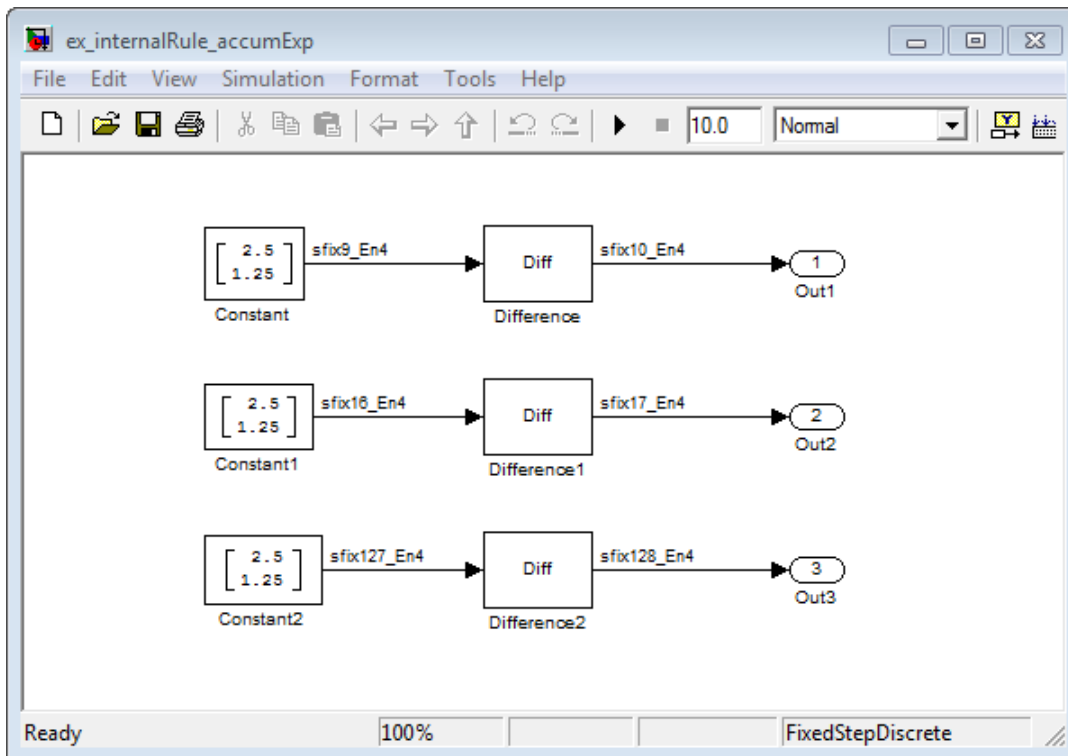 ex_internalRule_accumExp
File Edit View Simulation Format Tools Help
10.0 Normal
2.5
1.25
sfix9_En4
Diff
sfix10_En4
1
Constant
Difference
Out1
2.5
1.25
sfix16_En4
Diff
sfix17_En4
2
Constant1
Difference1
Out2
2.5
1.25
sfix127_En4
Diff
sfix128_En4
3
Constant2
Difference2
Out3
Ready 100% FixedStepDiscrete